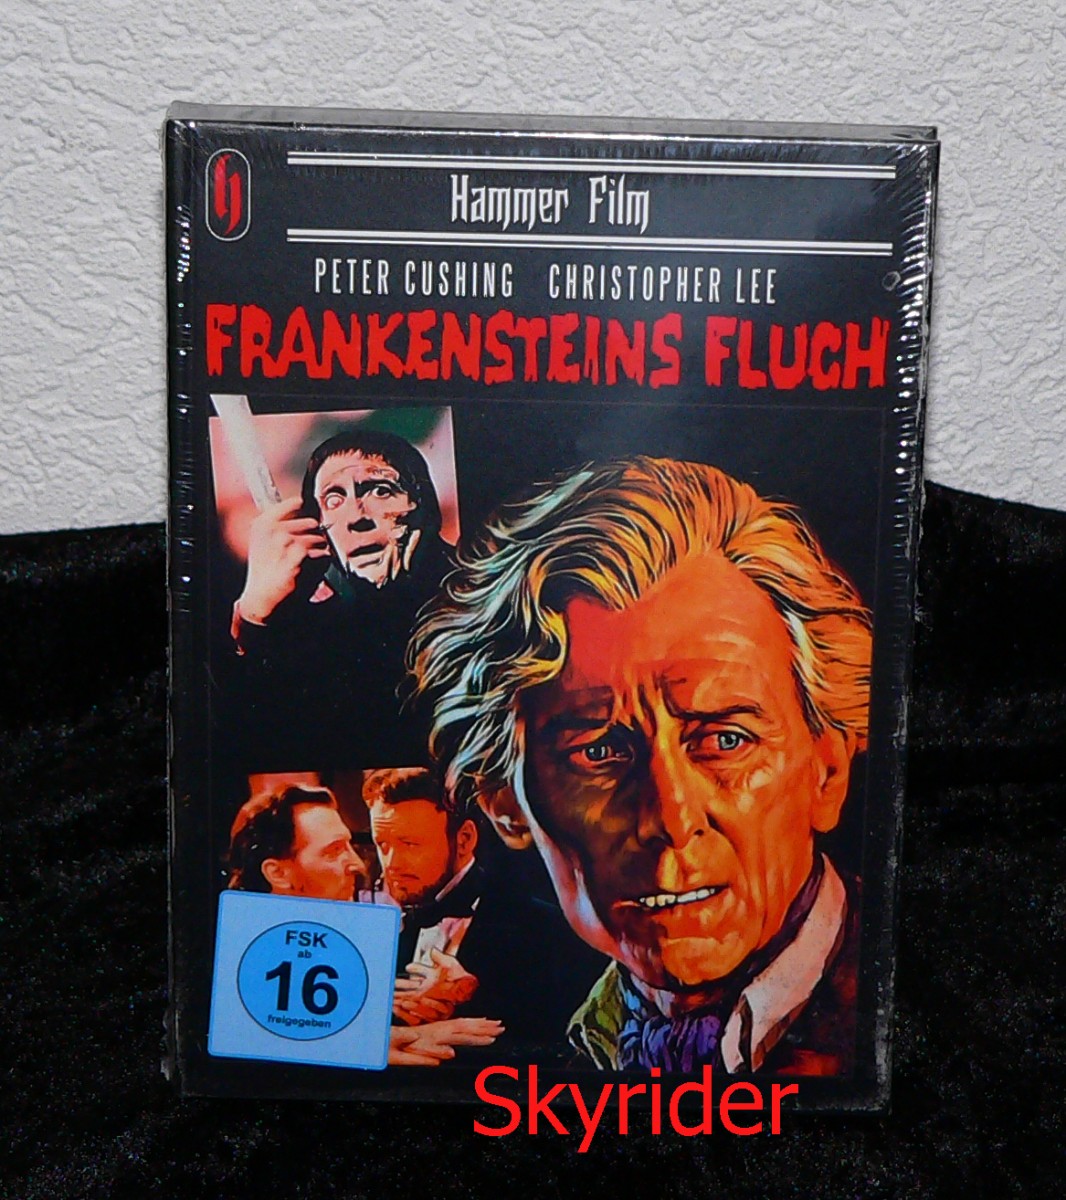 Hammer Film
PETER CUSHING CHRISTOPHER LEE
FRANKENSTEINS FLUCH
FSK
ab
16
freigegeben
Skyrider